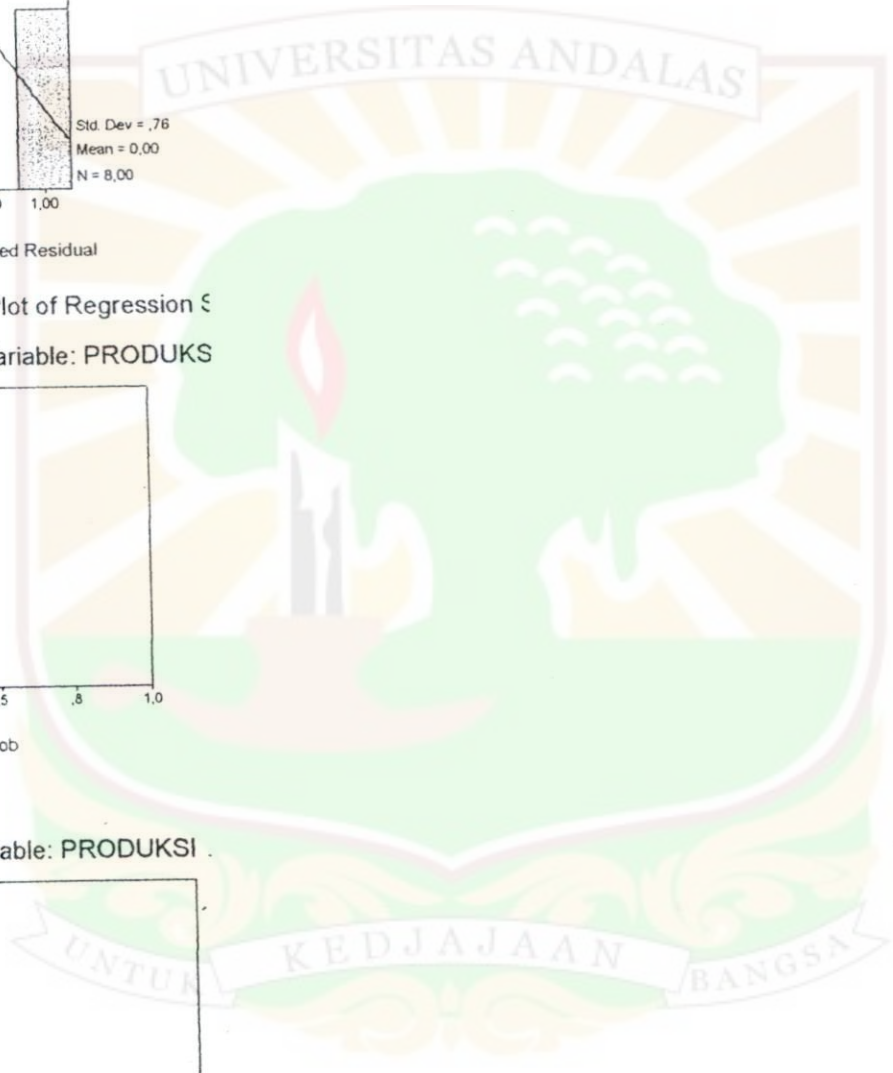 UNIVERSITAS ANDALAS
Std. Dev = ,76
Mean = 0,00
N = 8,00
1,00
ed Residual
lot of Regression S
ariable: PRODUKS
5 ,8 1,0
ob
able: PRODUKSI .
UNTUK KEDJAJAAN BANGSA